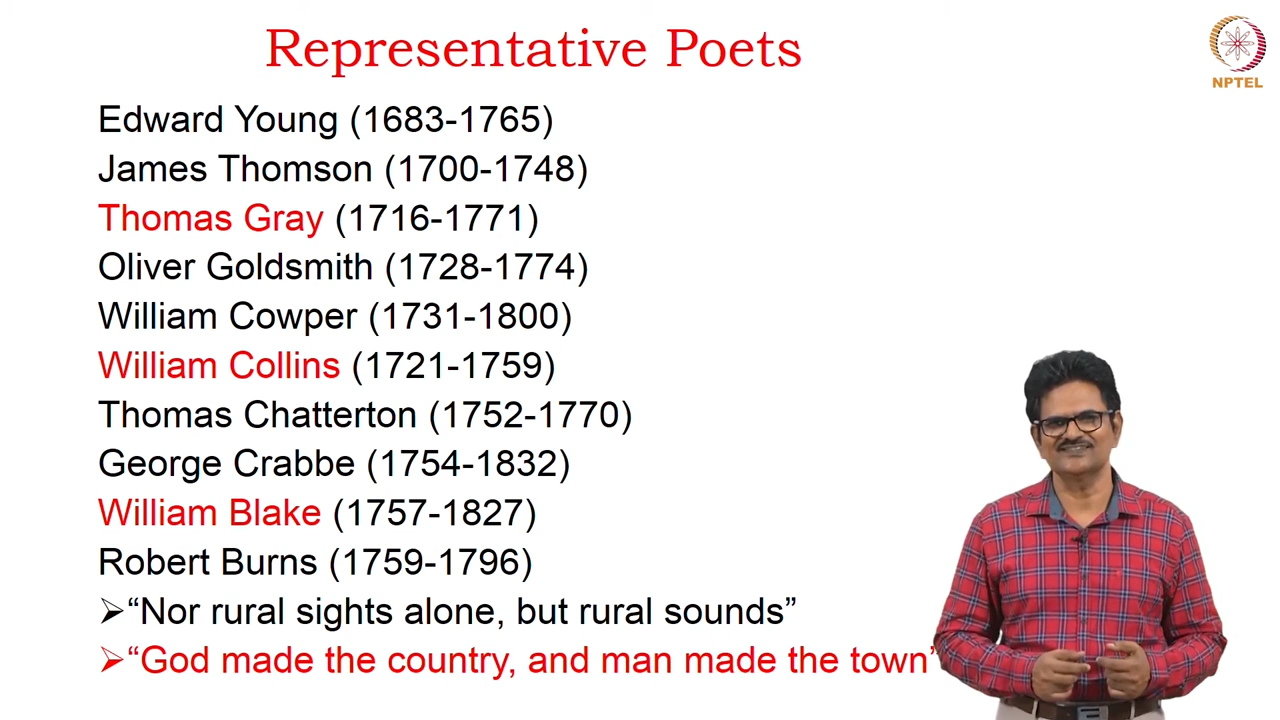 Representative Poets
NPTEL
Edward Young (1683-1765)
James Thomson (1700-1748)
Thomas Gray (1716-1771)
Oliver Goldsmith (1728-1774)
William Cowper (1731-1800)
William Collins (1721-1759)
Thomas Chatterton (1752-1770)
George Crabbe (1754-1832)
William Blake (1757-1827)
Robert Burns (1759-1796)
➢“Nor rural sights alone, but rural sounds”
➢“God made the country, and man made the town”